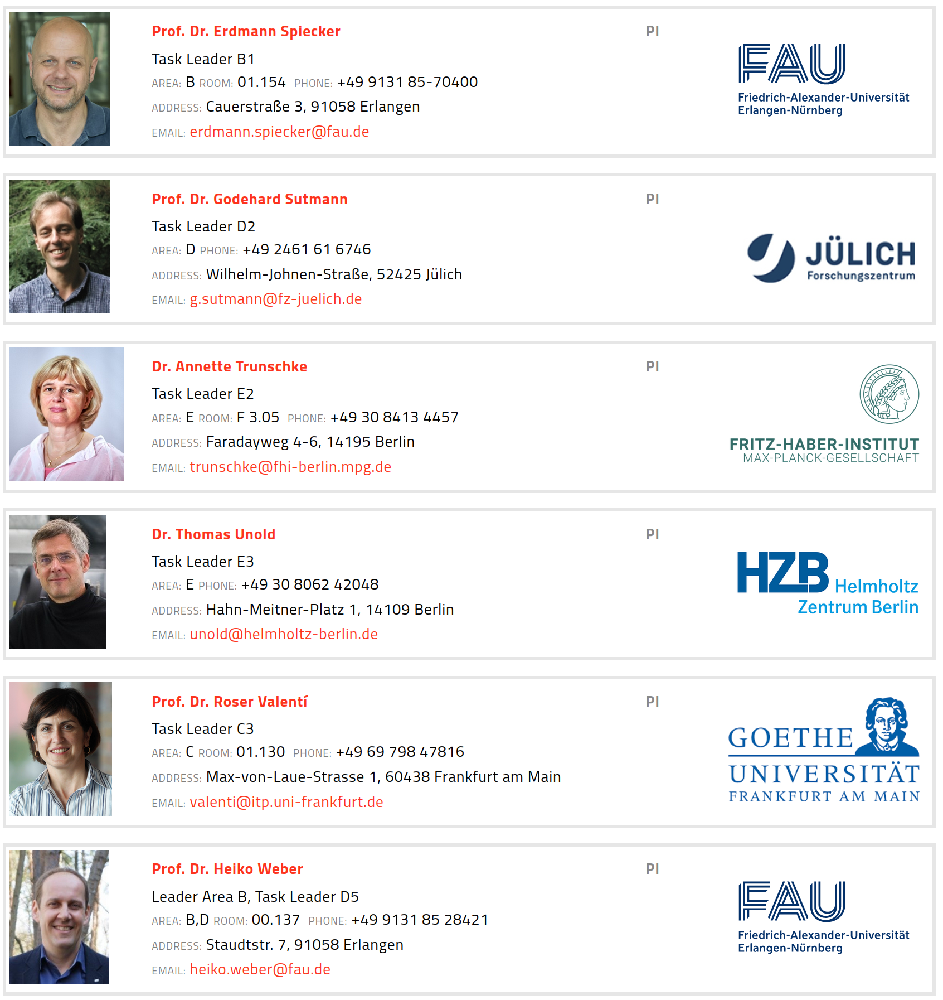 Prof. Dr. Erdmann Spiecker PI
Task Leader B1
AREA: B ROOM: 01.154 PHONE: +49 9131 85-70400
ADDRESS: Cauerstraße 3, 91058 Erlangen
EMAIL: erdmann.spiecker@fau.de
FAU
Friedrich-Alexander-Universität
Erlangen-Nürnberg
Prof. Dr. Godehard Sutmann PI
Task Leader D2
AREA: D PHONE: +49 2461 61 6746
ADDRESS: Wilhelm-Johnen-Straße, 52425 Jülich
EMAIL: g.sutmann@fz-juelich.de
JÜLICH
Forschungszentrum
Dr. Annette Trunschke PI
Task Leader E2
AREA: E ROOM: F 3.05 PHONE: +49 30 8413 4457
ADDRESS: Faradayweg 4-6, 14195 Berlin
EMAIL: trunschke@fhi-berlin.mpg.de
FRITZ-HABER-INSTITUT
MAX-PLANCK-GESELLSCHAFT
Dr. Thomas Unold PI
Task Leader E3
AREA: E PHONE: +49 30 8062 42048
ADDRESS: Hahn-Meitner-Platz 1, 14109 Berlin
EMAIL: unold@helmholtz-berlin.de
HZB Helmholtz
Zentrum Berlin
Prof. Dr. Roser Valentí PI
Task Leader C3
AREA: C ROOM: 01.130 PHONE: +49 69 798 47816
ADDRESS: Max-von-Laue-Strasse 1, 60438 Frankfurt am Main
EMAIL: valenti@itp.uni-frankfurt.de
GOETHE
UNIVERSITÄT
FRANKFURT AM MAIN
Prof. Dr. Heiko Weber PI
Leader Area B, Task Leader D5
AREA: B,D ROOM: 00.137 PHONE: +49 9131 85 28421
ADDRESS: Staudtstr. 7, 91058 Erlangen
EMAIL: heiko.weber@fau.de
FAU
Friedrich-Alexander-Universität
Erlangen-Nürnberg